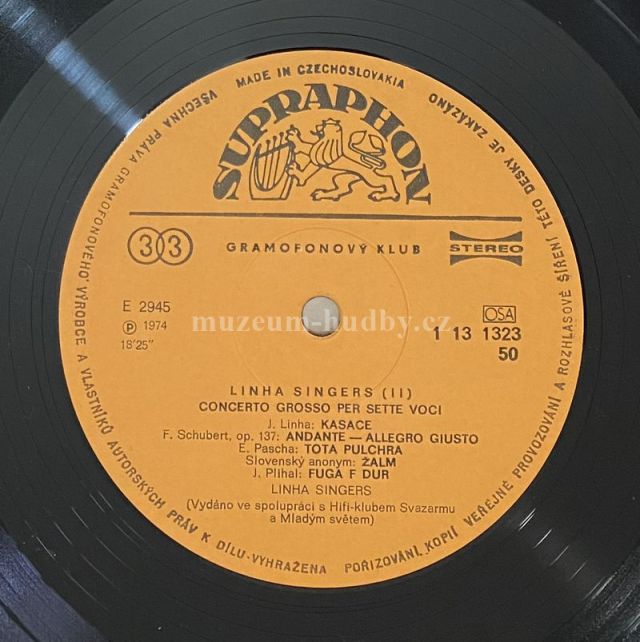 MADE IN CZECHOSLOVAKIA
SUPRAPHON
33
GRAMOFONOVÝ KLUB
STEREO
E 2945
Ⓟ 1974
18'25"
muzeum-hudby.cz
OSA
1 13 1323
50
LINHA SINGERS (II)
CONCERTO GROSSO PER SETTE VOCI
J. Linha: KASACE
F. Schubert, op. 137: ANDANTE — ALLEGRO GIUSTO
E. Pascha: TOTA PULCHRA
Slovenský anonym: ŽALM
J. Plíhal: FUGA F DUR
LINHA SINGERS
(Vydáno ve spolupráci s Hifi-klubem Svazarmu
a Mladým světem)
VŠECHNA PRÁVA GRAMOFONOVÉHO VÝROBCE A VLASTNÍKŮ AUTORSKÝCH PRÁV K DÍLU-VYHRAŽENA POŘIZOVÁNÍ KOPIÍ VEŘEJNÉ PROVOZOVÁNÍ A ROZHLASOVÉ ŠÍŘENÍ TÉTO DESKY JE ZAKÁZÁNO